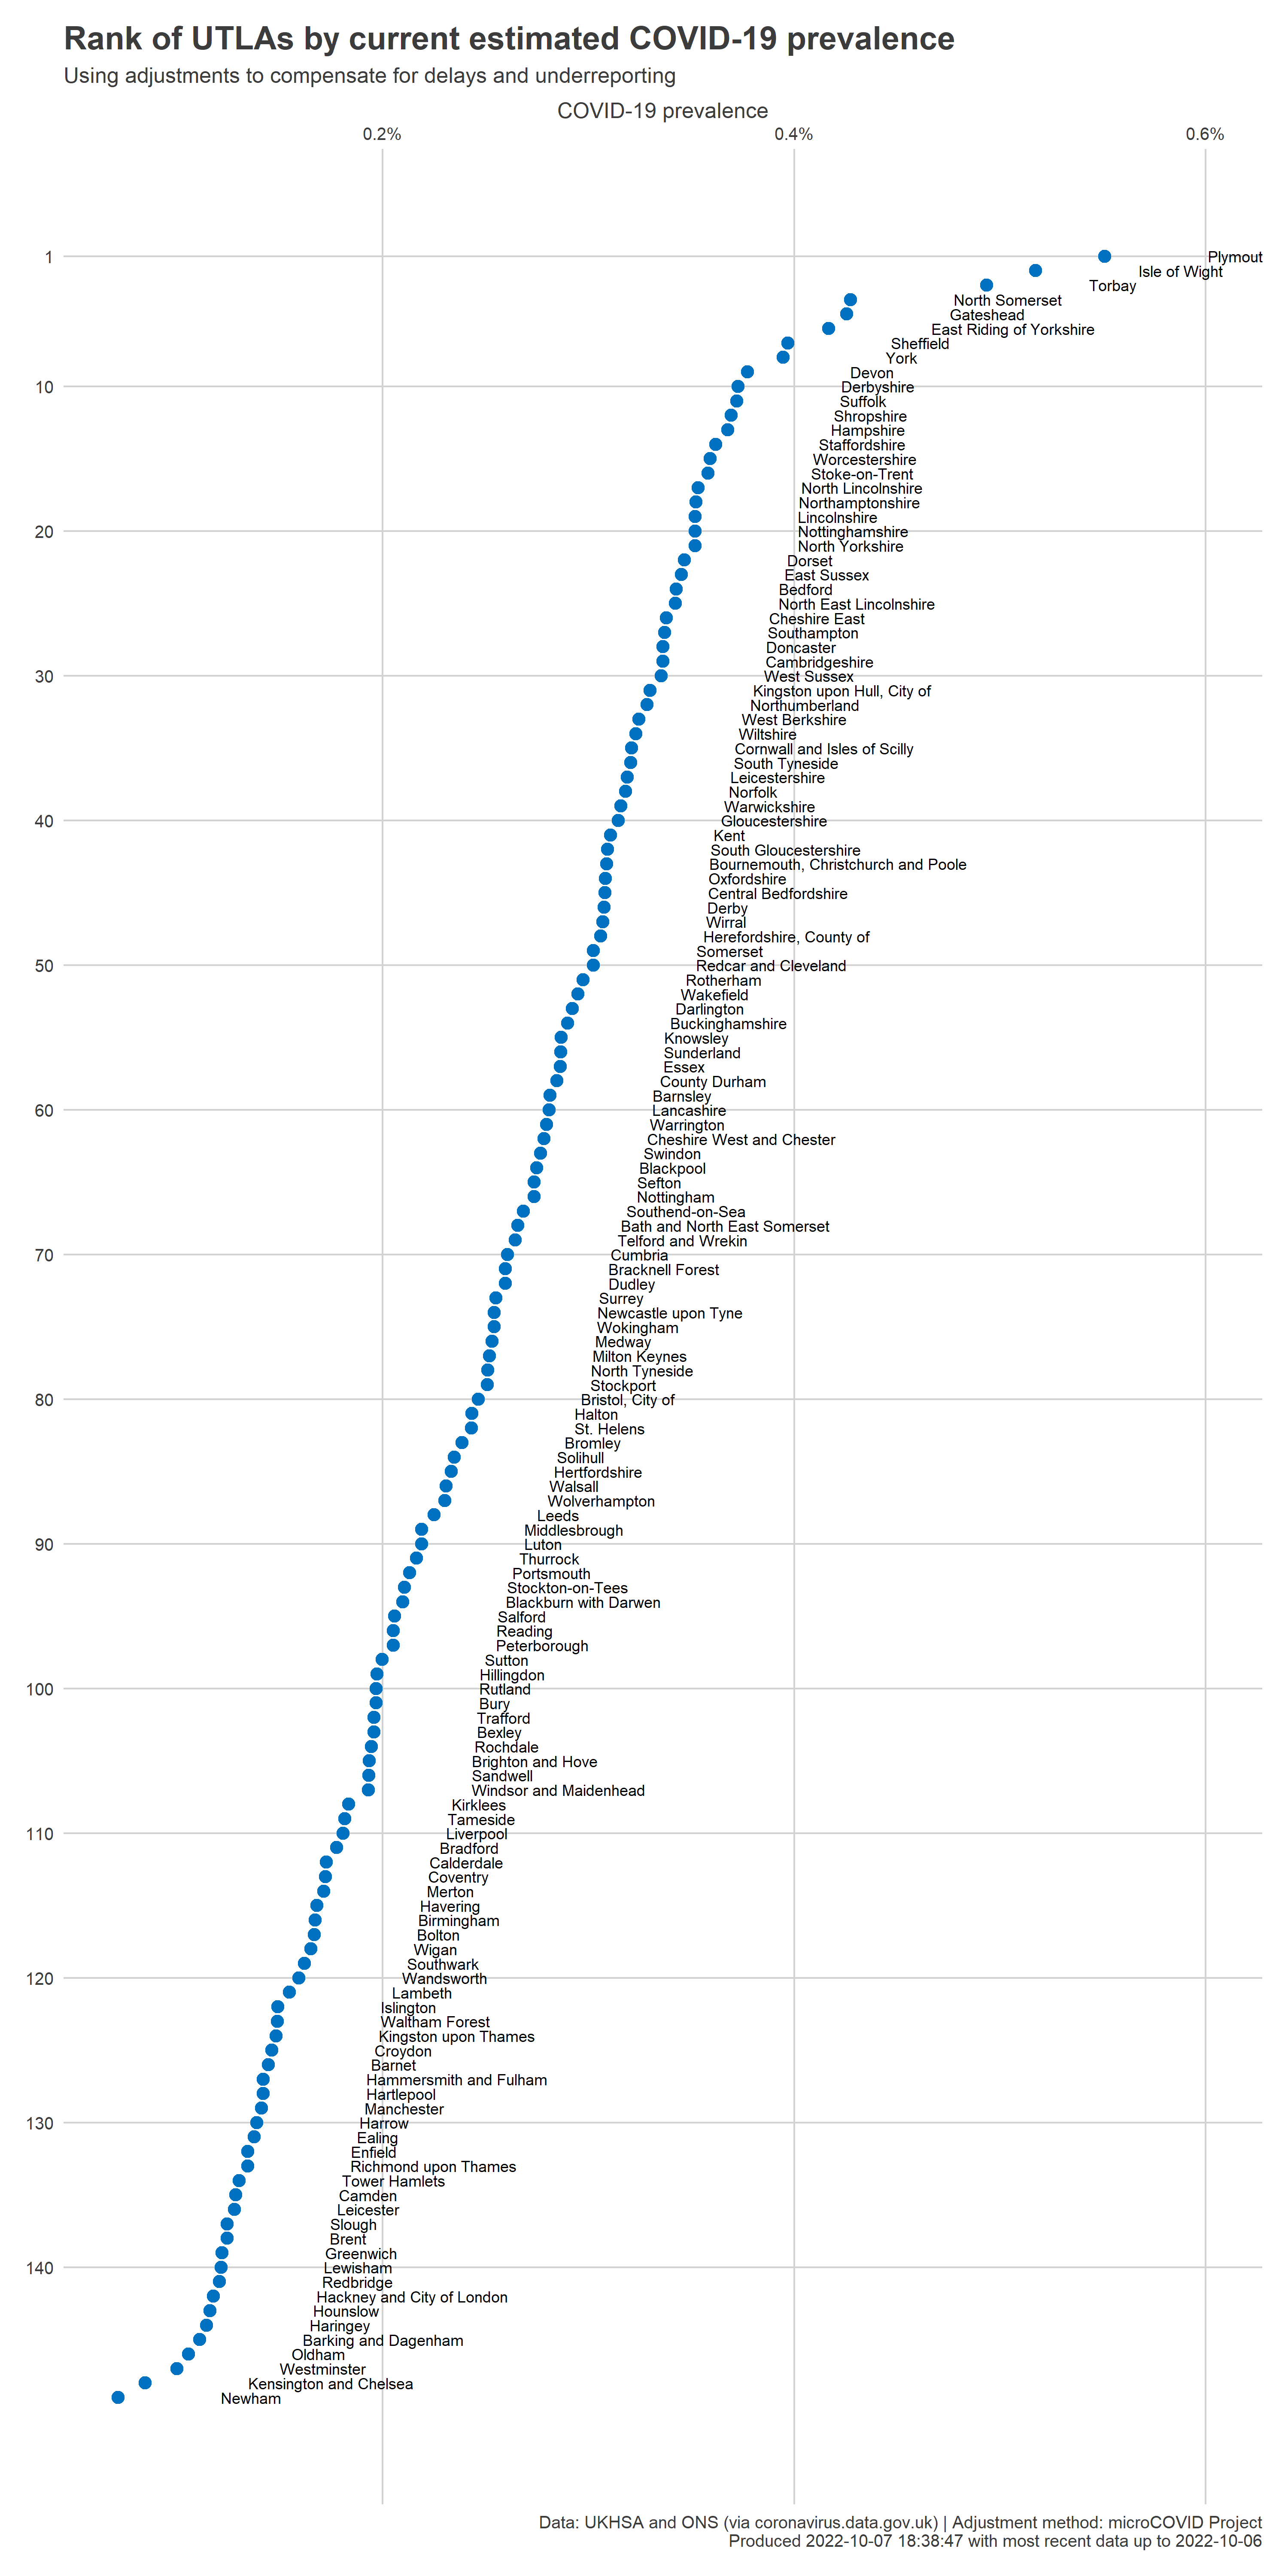 Rank of UTLAs by current estimated COVID-19 prevalence
Using adjustments to compensate for delays and underreporting
COVID-19 prevalence
0.2% 0.4% 0.6%
1 Plymout
Isle of Wight
Torbay
North Somerset
Gateshead
East Riding of Yorkshire
Sheffield
York
Devon
10 Derbyshire
Suffolk
Shropshire
Hampshire
Staffordshire
Worcestershire
Stoke-on-Trent
North Lincolnshire
Northamptonshire
Lincolnshire
20 Nottinghamshire
North Yorkshire
Dorset
East Sussex
Bedford
North East Lincolnshire
Cheshire East
Southampton
Doncaster
Cambridgeshire
30 West Sussex
Kingston upon Hull, City of
Northumberland
West Berkshire
Wiltshire
Cornwall and Isles of Scilly
South Tyneside
Leicestershire
Norfolk
Warwickshire
40 Gloucestershire
Kent
South Gloucestershire
Bournemouth, Christchurch and Poole
Oxfordshire
Central Bedfordshire
Derby
Wirral
Herefordshire, County of
Somerset
50 Redcar and Cleveland
Rotherham
Wakefield
Darlington
Buckinghamshire
Knowsley
Sunderland
Essex
County Durham
Barnsley
60 Lancashire
Warrington
Cheshire West and Chester
Swindon
Blackpool
Sefton
Nottingham
Southend-on-Sea
Bath and North East Somerset
Telford and Wrekin
70 Cumbria
Bracknell Forest
Dudley
Surrey
Newcastle upon Tyne
Wokingham
Medway
Milton Keynes
North Tyneside
Stockport
80 Bristol, City of
Halton
St. Helens
Bromley
Solihull
Hertfordshire
Walsall
Wolverhampton
Leeds
Middlesbrough
90 Luton
Thurrock
Portsmouth
Stockton-on-Tees
Blackburn with Darwen
Salford
Reading
Peterborough
Sutton
Hillingdon
100 Rutland
Bury
Trafford
Bexley
Rochdale
Brighton and Hove
Sandwell
Windsor and Maidenhead
Kirklees
Tameside
110 Liverpool
Bradford
Calderdale
Coventry
Merton
Havering
Birmingham
Bolton
Wigan
Southwark
120 Wandsworth
Lambeth
Islington
Waltham Forest
Kingston upon Thames
Croydon
Barnet
Hammersmith and Fulham
Hartlepool
Manchester
130 Harrow
Ealing
Enfield
Richmond upon Thames
Tower Hamlets
Camden
Leicester
Slough
Brent
Greenwich
140 Lewisham
Redbridge
Hackney and City of London
Hounslow
Haringey
Barking and Dagenham
Oldham
Westminster
Kensington and Chelsea
Newham
Data: UKHSA and ONS (via coronavirus.data.gov.uk) | Adjustment method: microCOVID Project
Produced 2022-10-07 18:38:47 with most recent data up to 2022-10-06